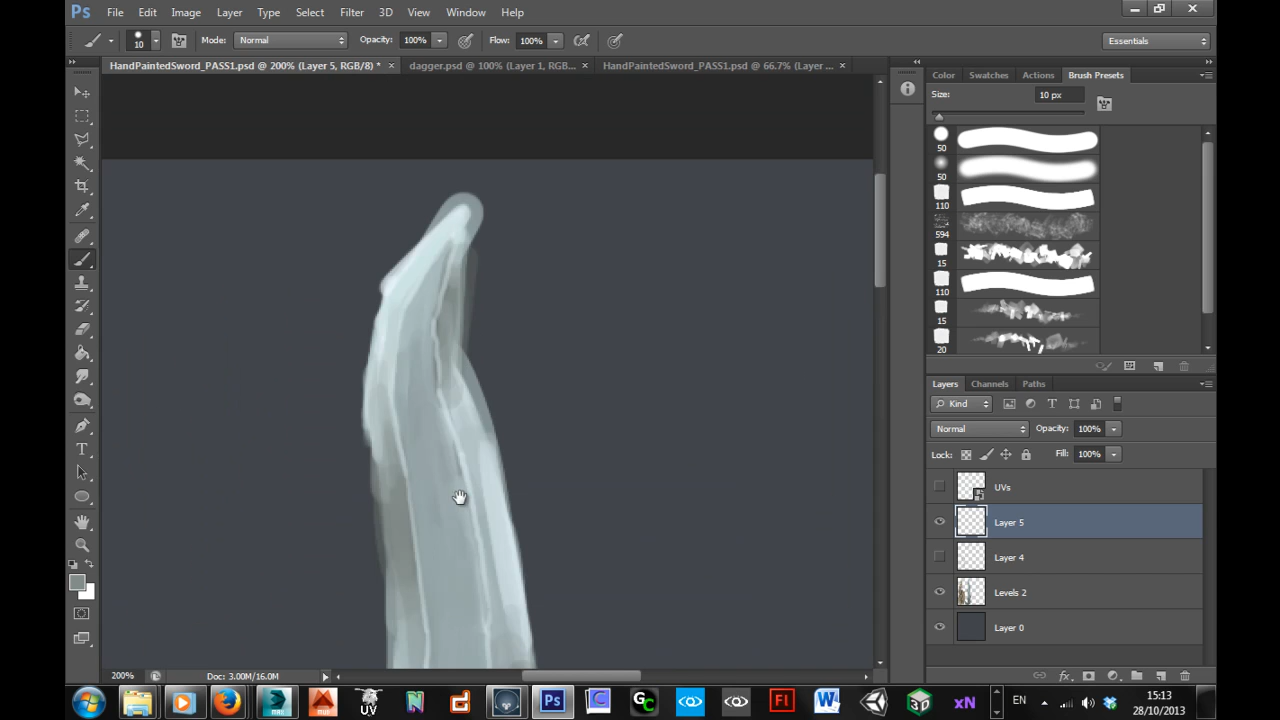 Ps File Edit Image Layer Type Select Filter 3D View Window Help
10 Mode: Normal Opacity: 100% Flow: 100% Essentials
HandPaintedSword_PASS1.psd @ 200% (Layer 5, RGB/8) * × dagger.psd @ 100% (Layer 1, RGB... × HandPaintedSword_PASS1.psd @ 66.7% (Layer ... ×
Color Swatches Actions Brush Presets
Size: 10 px
50
50
110
594
15
110
15
20
Layers Channels Paths
Kind
Normal Opacity: 100%
Lock: Fill: 100%
UVs
Layer 5
Layer 4
Levels 2
Layer 0
200% Doc: 3.00M/16.0M
UV Ps Fl EN 15:13
28/10/2013